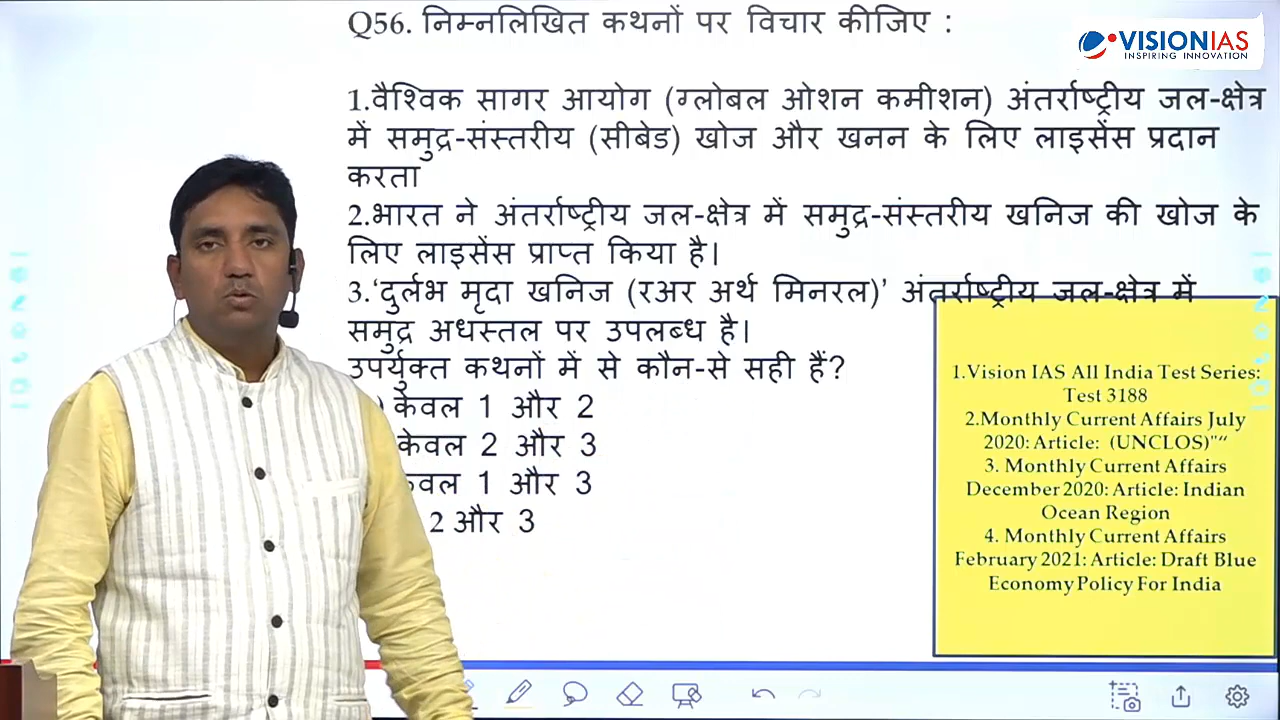 Q56. निम्नलिखित कथनों पर विचार कीजिए :
VISIONIAS
INSPIRING INNOVATION
1.वैश्विक सागर आयोग (ग्लोबल ओशन कमीशन) अंतर्राष्ट्रीय जल-क्षेत्र
में समुद्र-संस्तरीय (सीबेड) खोज और खनन के लिए लाइसेंस प्रदान
करता
2.भारत ने अंतर्राष्ट्रीय जल-क्षेत्र में समुद्र-संस्तरीय खनिज की खोज के
लिए लाइसेंस प्राप्त किया है।
3.‘दुर्लभ मृदा खनिज (रअर अर्थ मिनरल)’ अंतर्राष्ट्रीय जल-क्षेत्र में
समुद्र अधस्तल पर उपलब्ध है।
उपर्युक्त कथनों में से कौन-से सही हैं?
केवल 1 और 2
केवल 2 और 3
1 और 3
2 और 3
1.Vision IAS All India Test Series:
Test 3188
2.Monthly Current Affairs July
2020: Article: (UNCLOS)"“
3. Monthly Current Affairs
December 2020: Article: Indian
Ocean Region
4. Monthly Current Affairs
February 2021: Article: Draft Blue
Economy Policy For India